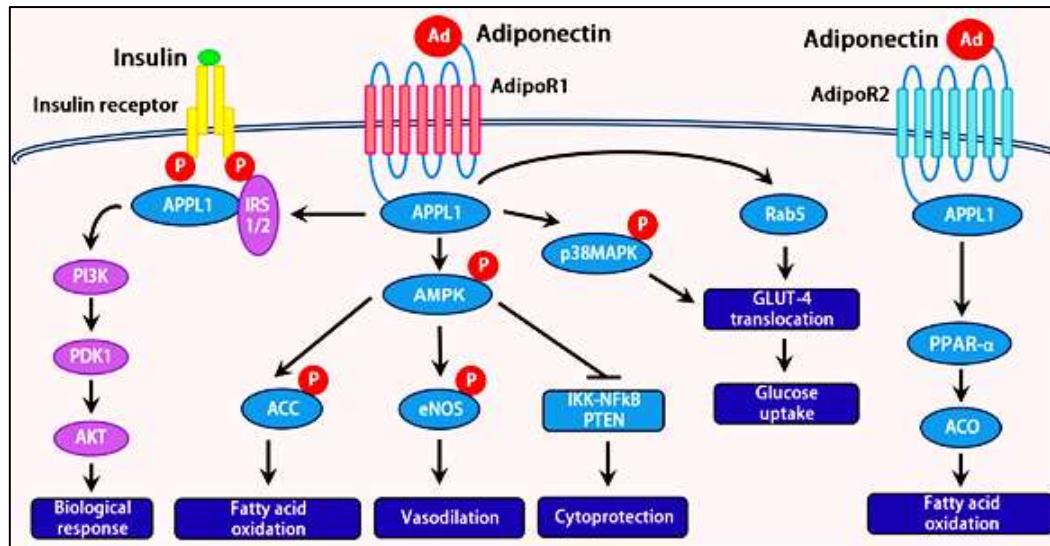 Ad
Adiponectin
Adiponectin
Ad
Insulin
AdipoR1
AdipoR2
Insulin receptor
P
P
APPL1
IRS
1/2
APPL1
P
p38MAPK
Rab5
APPL1
PI3K
AMPK
P
GLUT-4
translocation
PDK1
PPAR-α
ACC
P
eNOS
P
IKK-NFkB
PTEN
Glucose
uptake
AKT
ACO
Biological
response
Fatty acid
oxidation
Vasodilation
Cytoprotection
Fatty acid
oxidation